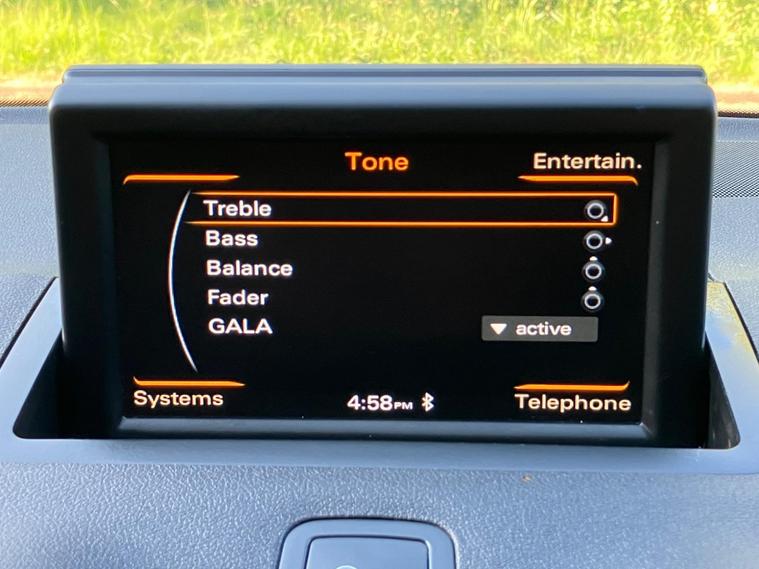 Tone
Entertain.
Treble
Bass
Balance
Fader
GALA
active
Systems
4:58PM
Telephone